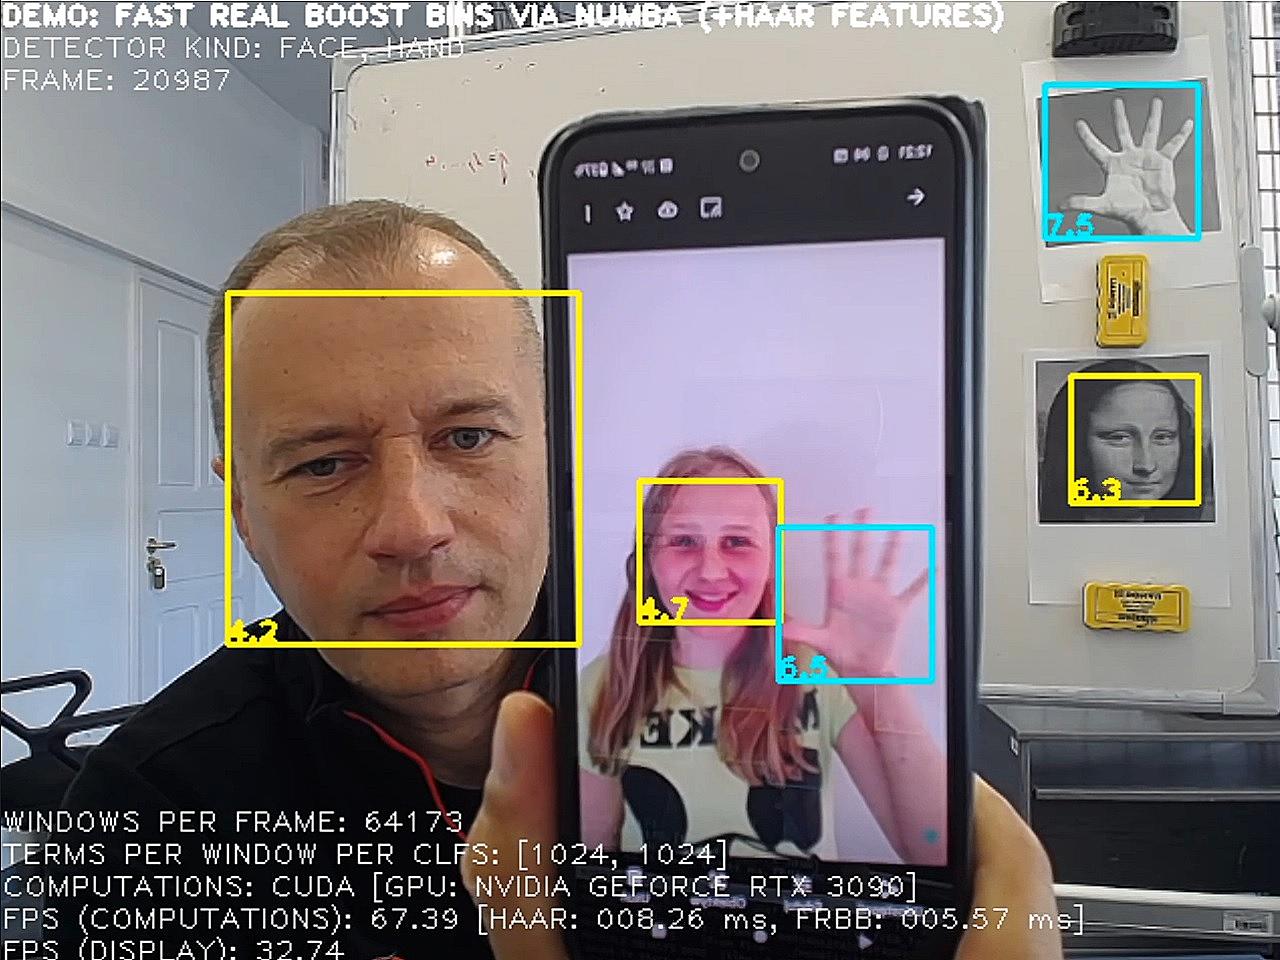 DEMO: FAST REAL BOOST BINS VIA NUMBA (+HAAR FEATURES)
DETECTOR KIND: FACE, HAND
FRAME: 20987
7.5
6.3
4.7
6.5
4.2
WINDOWS PER FRAME: 64173
TERMS PER WINDOW PER CLFS: [1024, 1024]
COMPUTATIONS: CUDA [GPU: NVIDIA GEFORCE RTX 3090]
FPS (COMPUTATIONS): 67.39 [HAAR: 008.26 ms, FRBB: 005.57 ms]
FPS (DISPLAY): 32.74